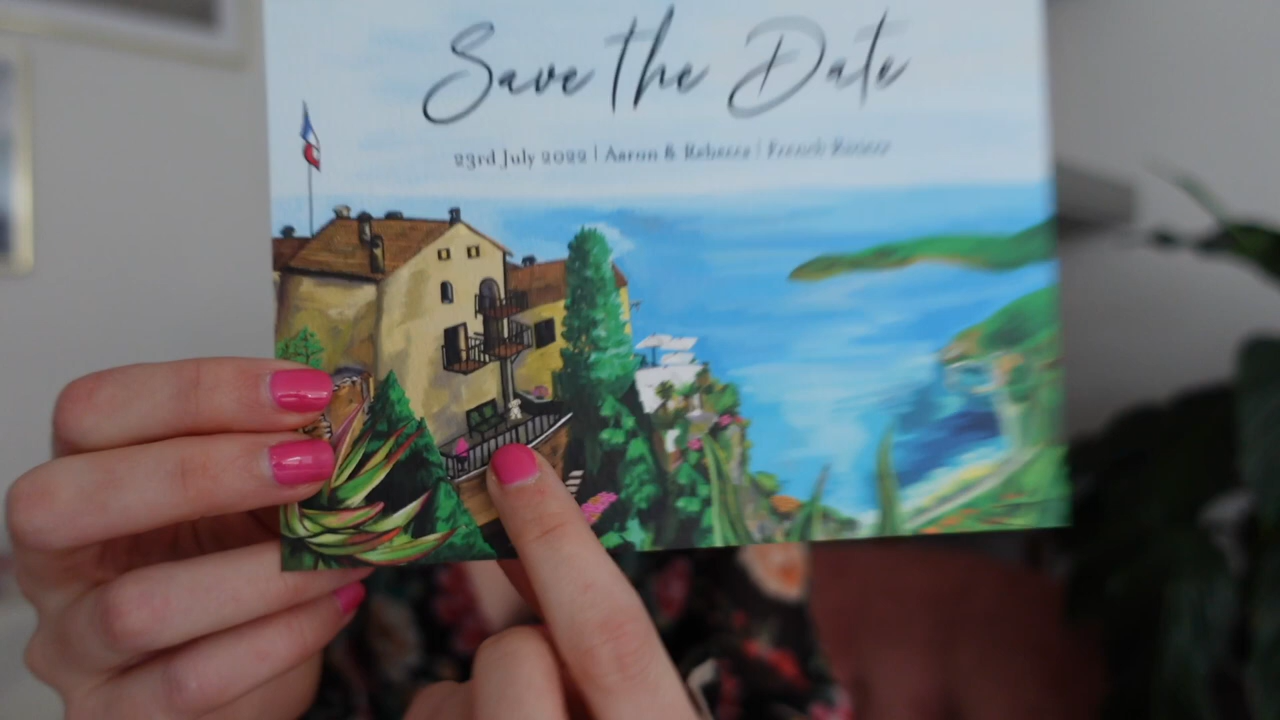 Save the Date
23rd July 2022 | Aaron & Rebecca | French Riviera